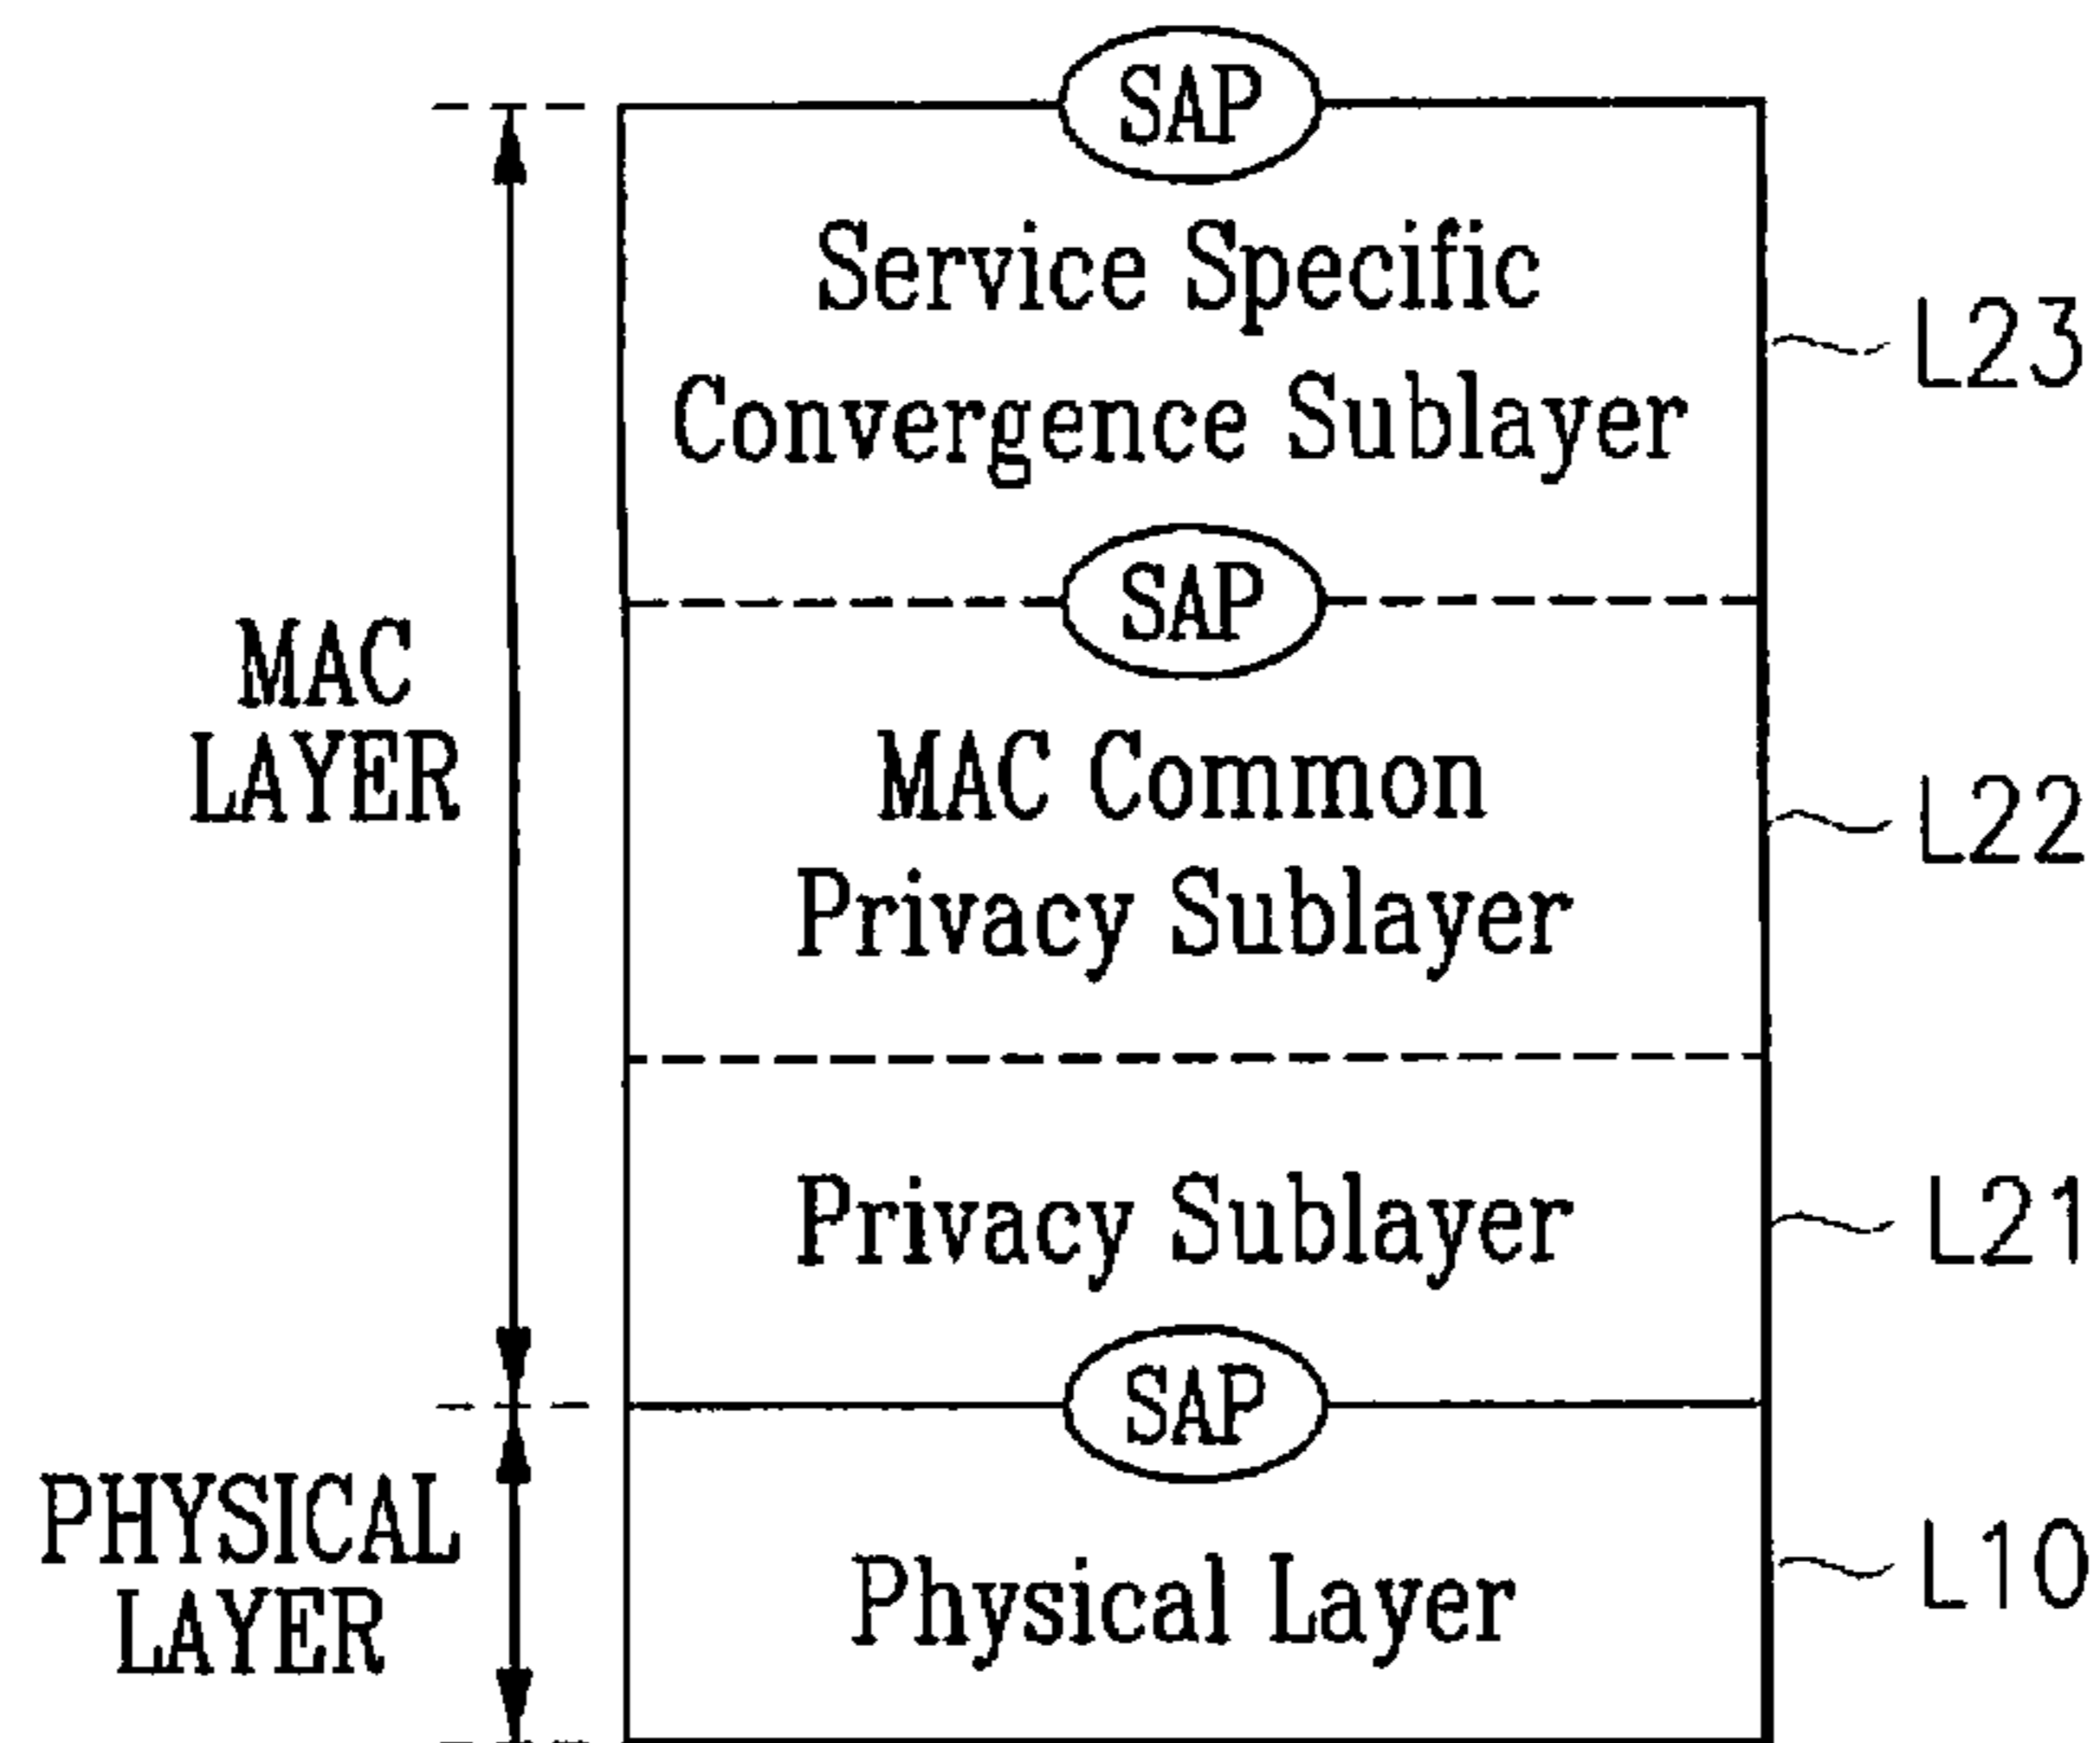 SAP
Service Specific
Convergence Sublayer
L23
SAP
MAC
LAYER
MAC Common
Privacy Sublayer
L22
Privacy Sublayer
L21
SAP
PHYSICAL
LAYER
Physical Layer
L10